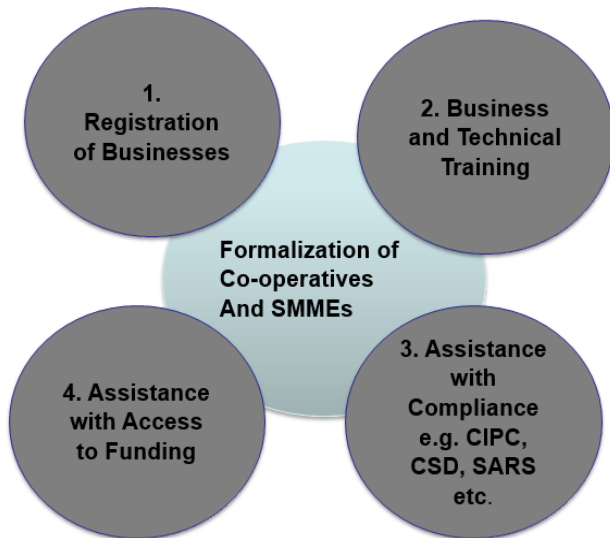 1.
Registration
of Businesses
2. Business
and Technical
Training
Formalization of
Co-operatives
And SMMEs
4. Assistance
with Access
to Funding
3. Assistance
with
Compliance
e.g. CIPC,
CSD, SARS
etc.